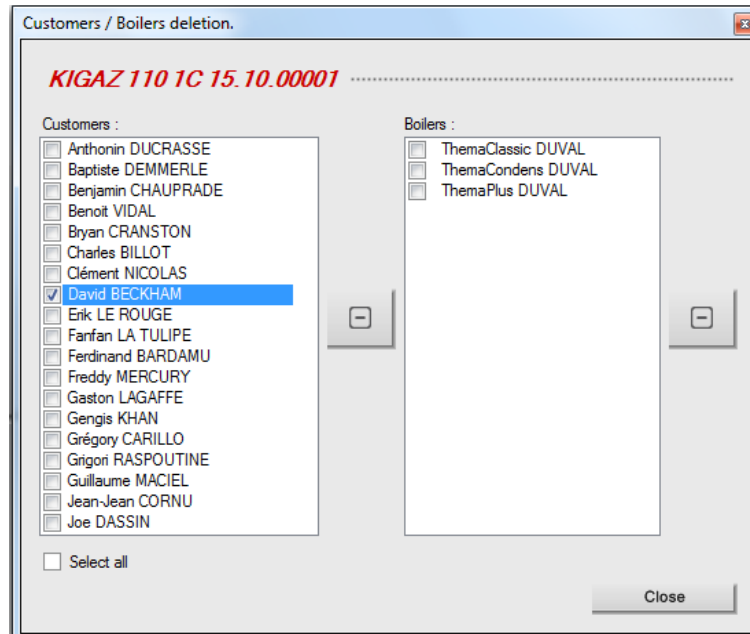 Customers / Boilers deletion.
KIGAZ 110 1C 15.10.00001
Customers :
Anthonin DUCRASSE
Baptiste DEMMERLE
Benjamin CHAUPRADE
Benoit VIDAL
Bryan CRANSTON
Charles BILLOT
Clément NICOLAS
David BECKHAM
Erik LE ROUGE
Fanfan LA TULIPE
Ferdinand BARDAMU
Freddy MERCURY
Gaston LAGAFFE
Gengis KHAN
Grégory CARILLO
Grigori RASPOUTINE
Guillaume MACIEL
Jean-Jean CORNU
Joe DASSIN
Select all
Boilers :
ThemaClassic DUVAL
ThemaCondens DUVAL
ThemaPlus DUVAL
Close